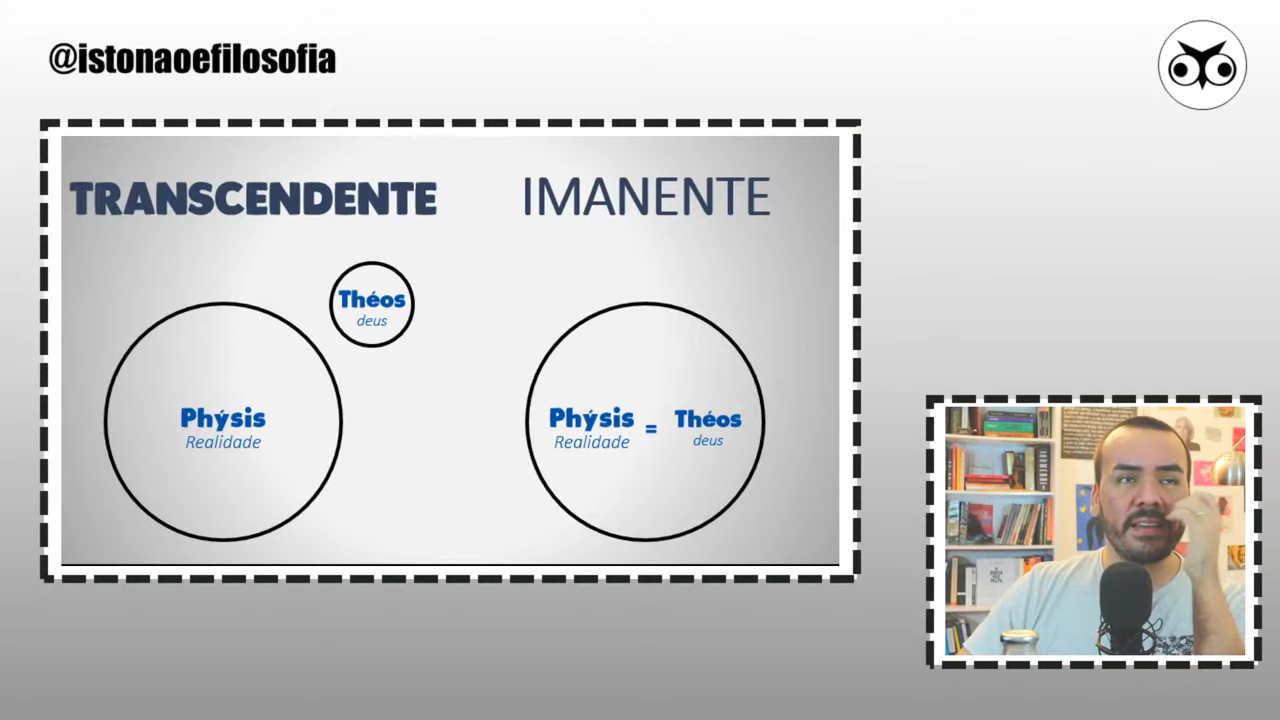 @istonaoefilosofia
TRANSCENDENTE
IMANENTE
Théos
deus
Phýsis
Realidade
Phýsis = Théos
Realidade deus